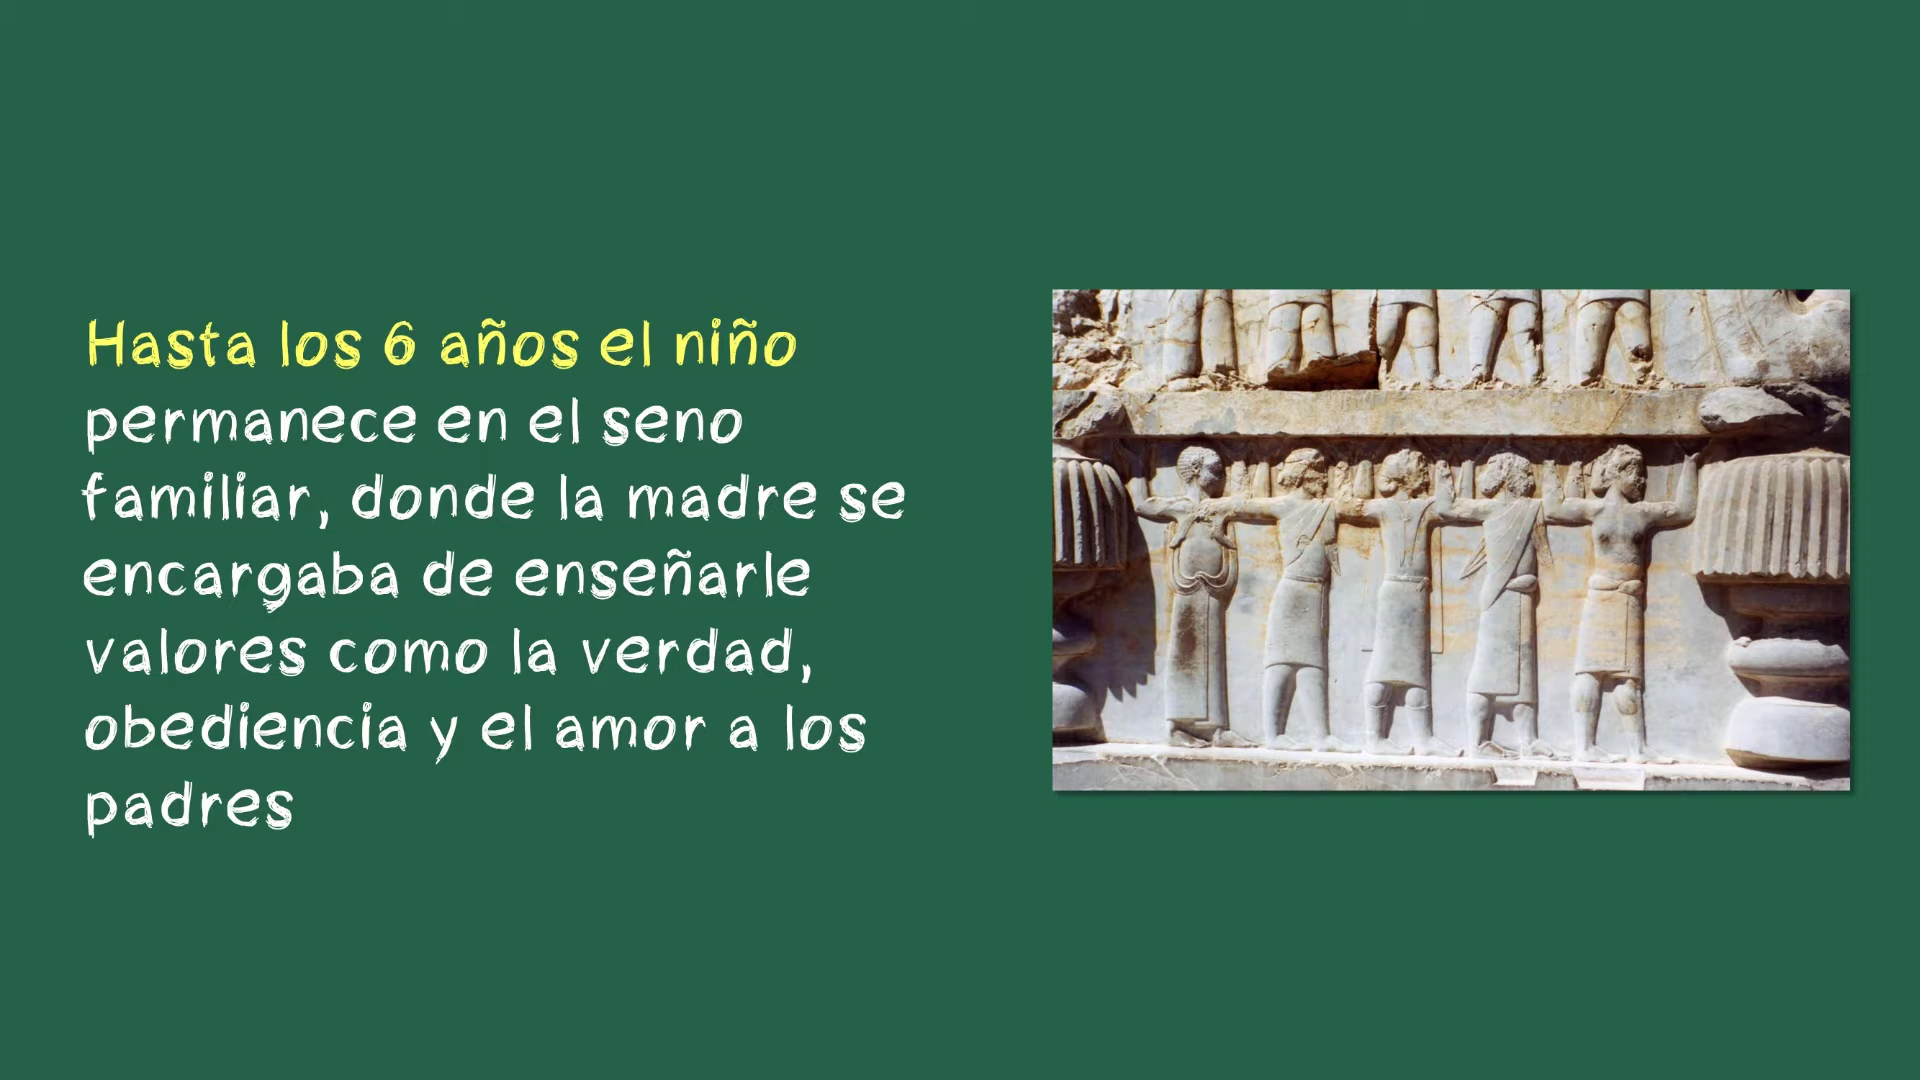 Hasta los 6 años el niño
permanece en el seno
familiar, donde la madre se
encargaba de enseñarle
valores como la verdad,
obediencia y el amor a los
padres